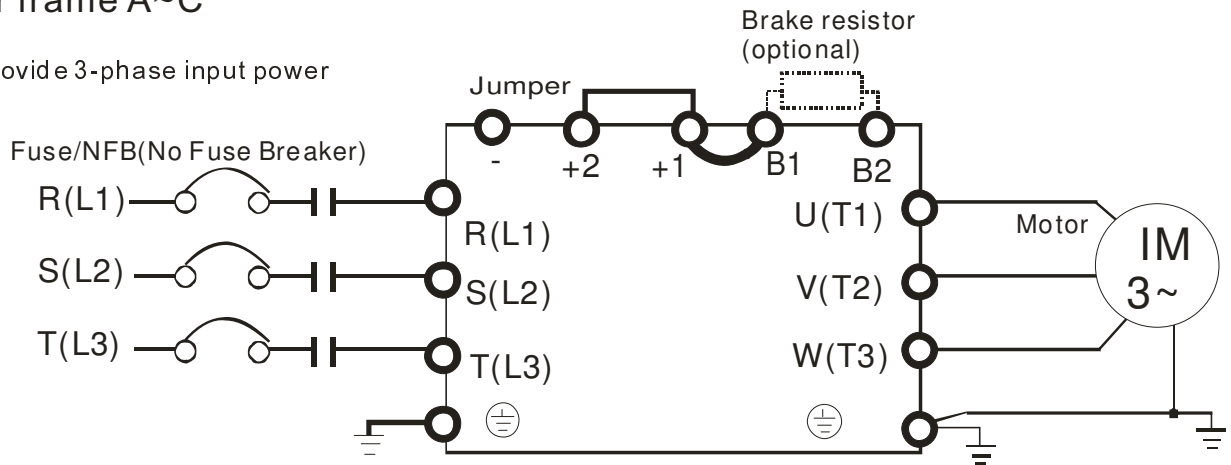 frame A~C
Brake resistor
(optional)
ovide 3-phase input power
Jumper
Fuse/NFB(No Fuse Breaker)
- +2 +1 B1 B2
R(L1) R(L1) U(T1) Motor
S(L2) S(L2) V(T2) IM
3~
T(L3) T(L3) W(T3)